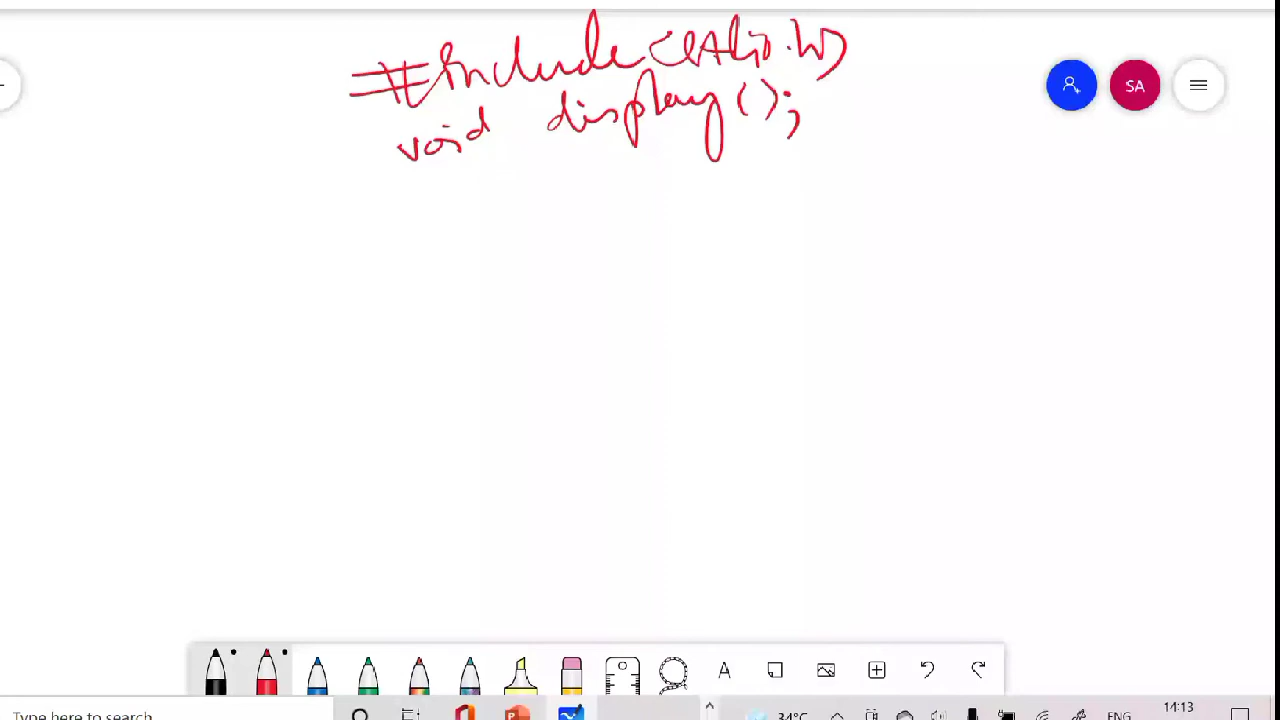 #include <stdio.h>
void display();
SA
A
Type here to search
34°C
ENG
14:13